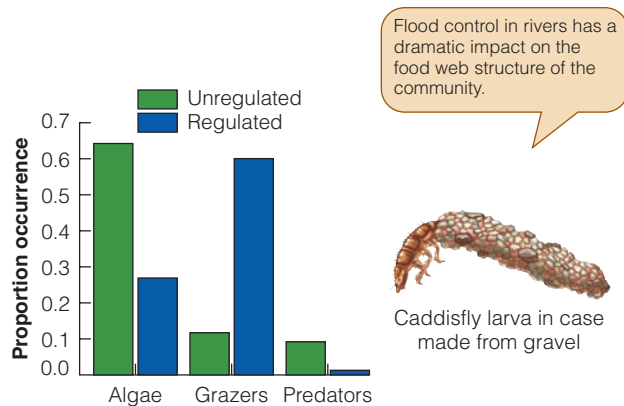 Flood control in rivers has a
dramatic impact on the
food web structure of the
community.
Unregulated
Regulated
Proportion occurrence
0.7
0.6
0.5
0.4
0.3
0.2
0.1
0.0
Algae
Grazers
Predators
Caddisfly larva in case
made from gravel